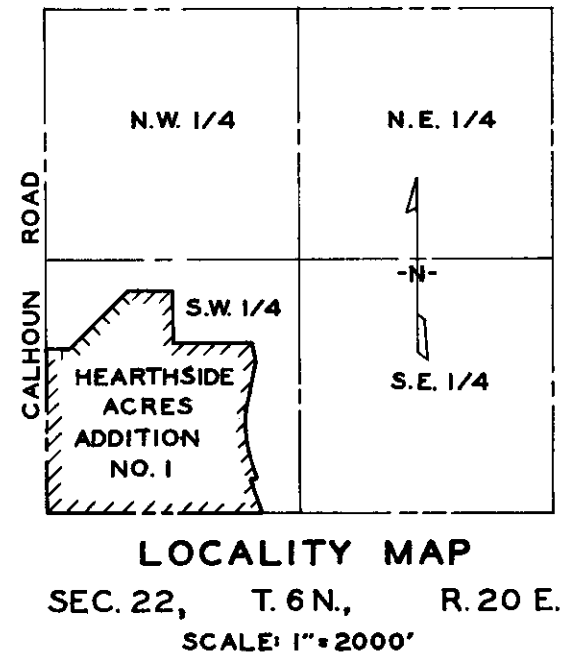 N.W. 1/4
N.E. 1/4
CALHOUN ROAD
-N-
S.W. 1/4
S.E. 1/4
HEARTHSIDE
ACRES
ADDITION
NO. 1
LOCALITY MAP
SEC. 22, T. 6 N., R. 20 E.
SCALE: 1" = 2000'